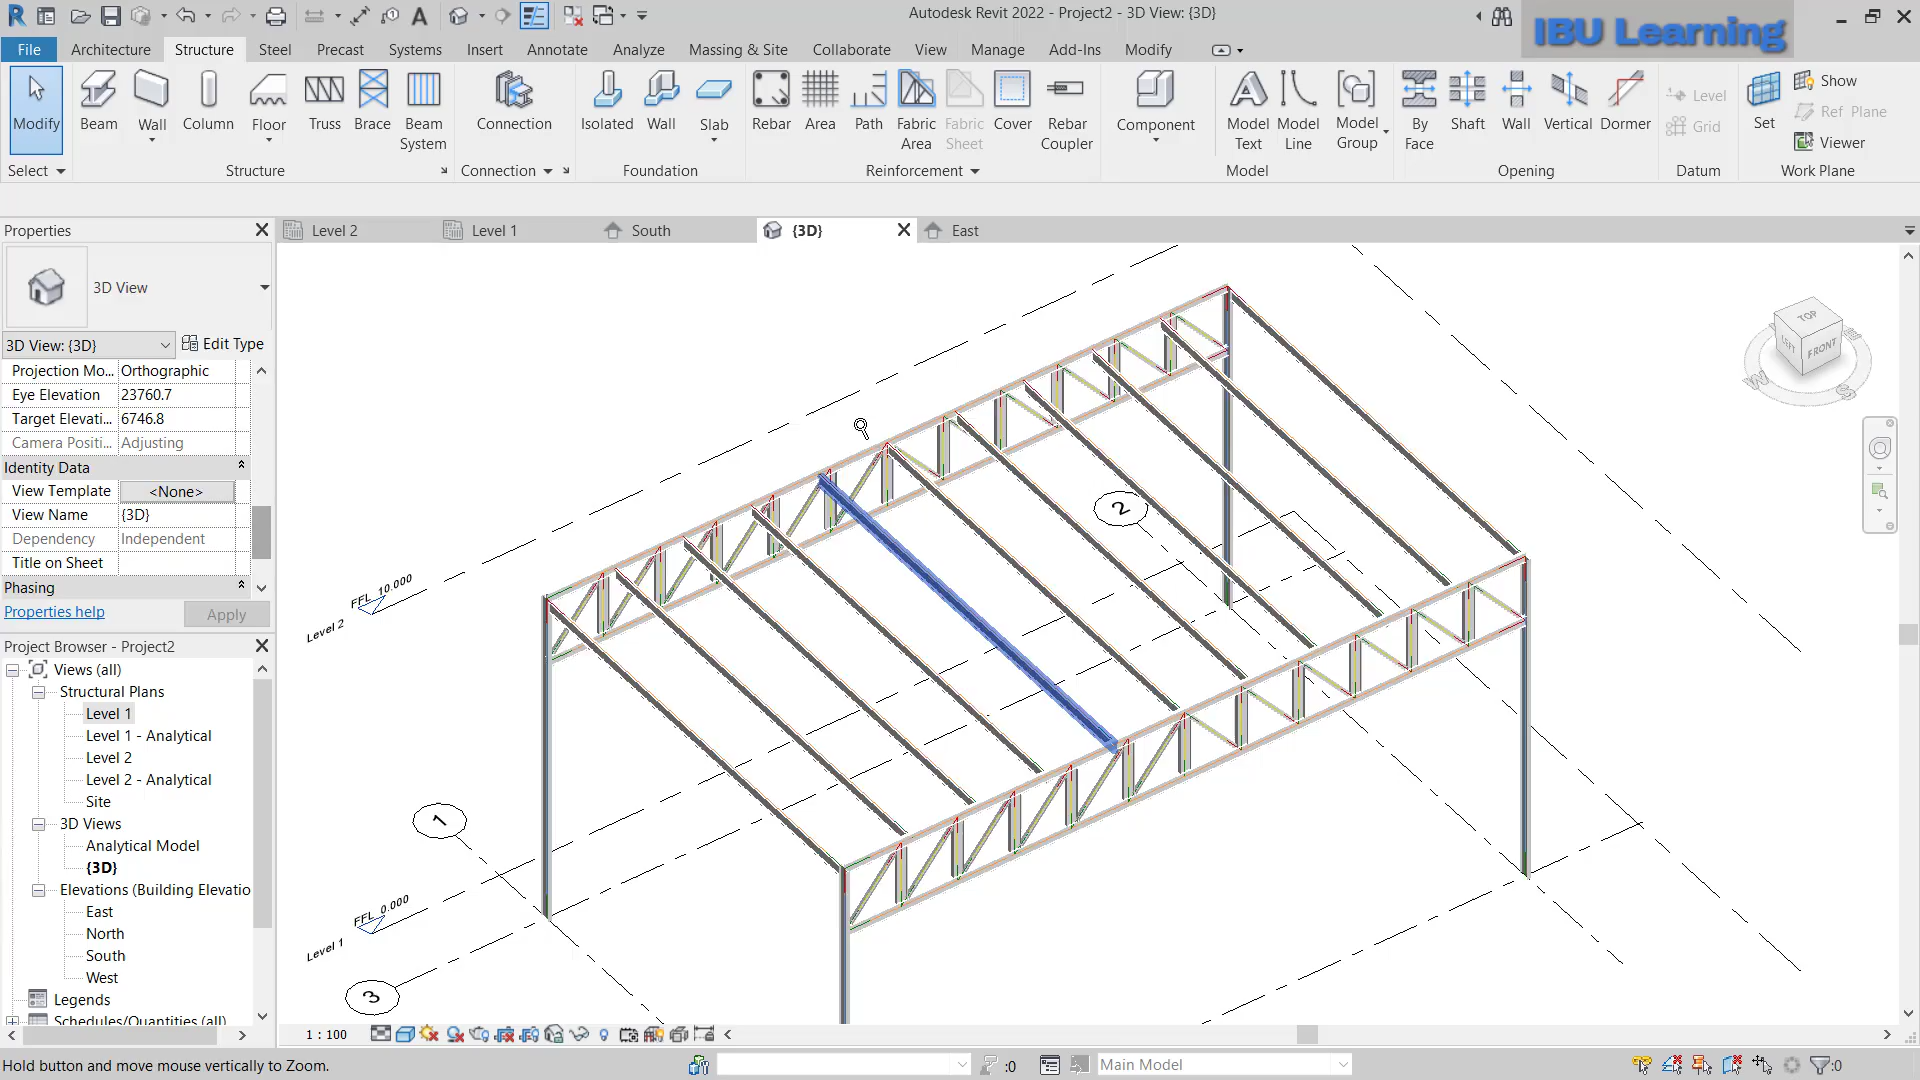 Autodesk Revit 2022 - Project2 - 3D View: {3D}
IBU Learning
File Architecture Structure Steel Precast Systems Insert Annotate Analyze Massing & Site Collaborate View Manage Add-Ins Modify
Modify
Beam
Wall
Column
Floor
Truss
Brace
Beam
System
Connection
Isolated
Wall
Slab
Rebar
Area
Path
Fabric
Area
Fabric
Sheet
Cover
Rebar
Coupler
Component
Model
Text
Model
Line
Model
Group
By
Face
Shaft
Wall
Vertical
Dormer
Level
Grid
Set
Show
Ref Plane
Viewer
Select
Structure
Connection
Foundation
Reinforcement
Model
Opening
Datum
Work Plane
Properties
Level 2
Level 1
South
{3D}
East
3D View
3D View: {3D}
Edit Type
Projection Mo... Orthographic
Eye Elevation 23760.7
Target Elevati... 6746.8
Camera Positi... Adjusting
Identity Data
View Template <None>
View Name {3D}
Dependency Independent
Title on Sheet
Phasing
Properties help
Apply
Project Browser - Project2
Views (all)
Structural Plans
Level 1
Level 1 - Analytical
Level 2
Level 2 - Analytical
Site
3D Views
Analytical Model
{3D}
Elevations (Building Elevatio
East
North
South
West
Legends
Schedules/Quantities (all)
FFL 10.000
Level 2
FFL 0.000
Level 1
1
2
3
TOP
LEFT
FRONT
W
S
1 : 100
Hold button and move mouse vertically to Zoom.
:0
Main Model
:0